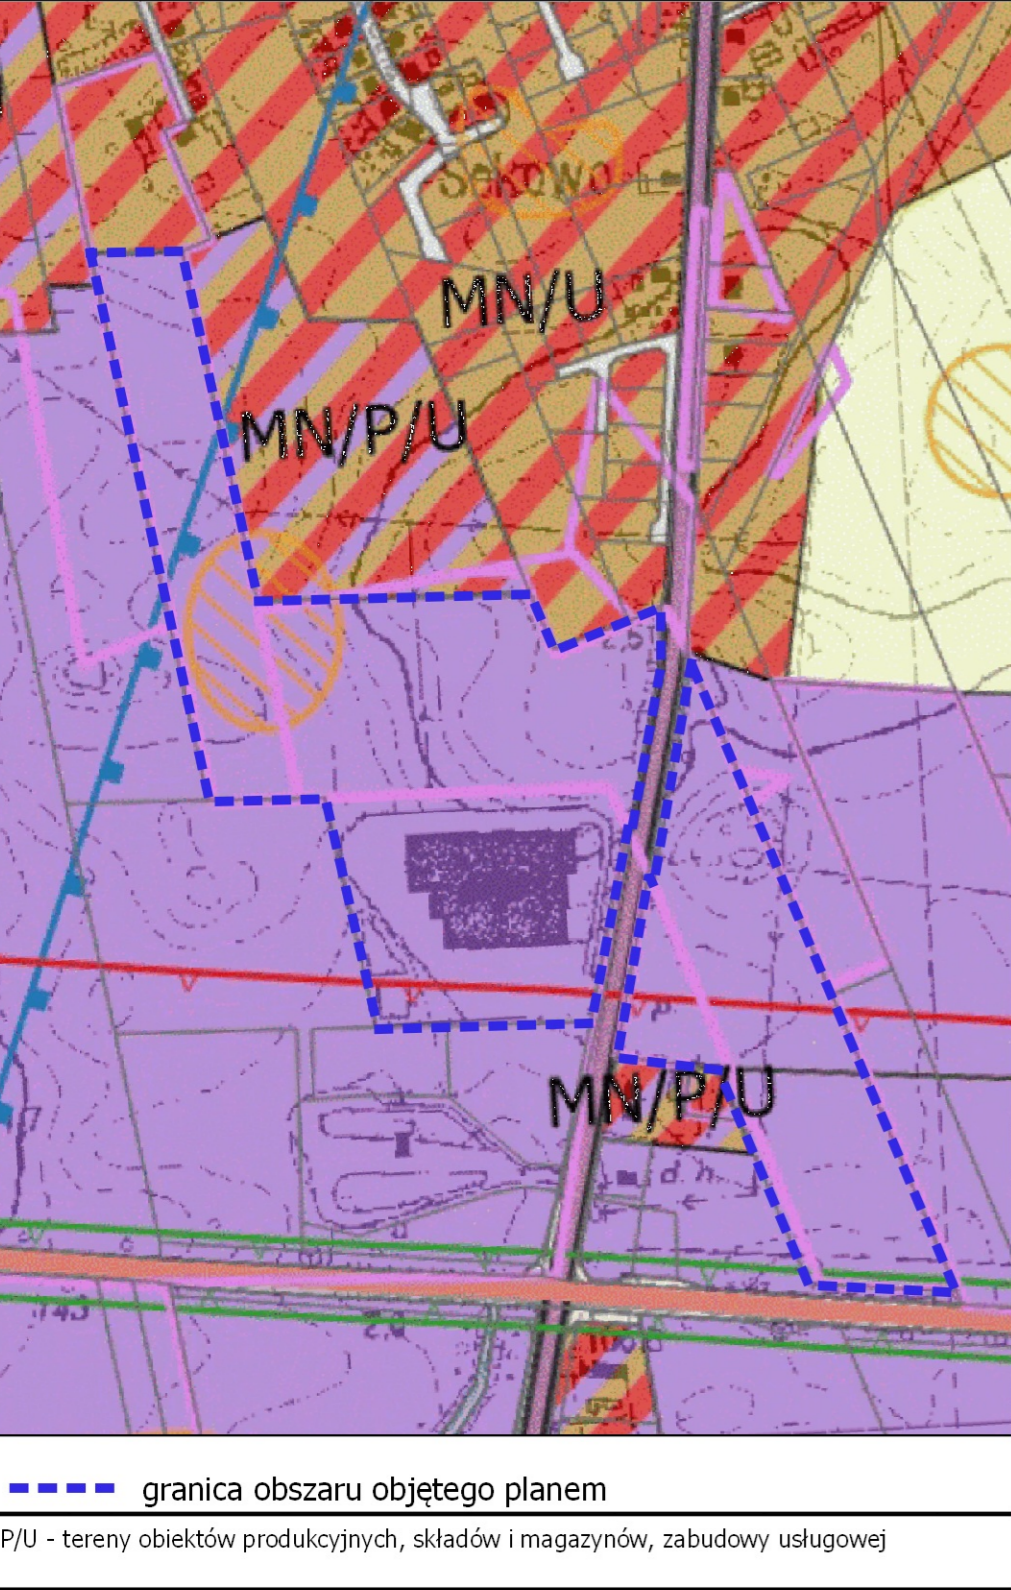 Sękowo
MN/U
MN/P/U
MN/P/U
d.h.
granica obszaru objętego planem
P/U - tereny obiektów produkcyjnych, składów i magazynów, zabudowy usługowej